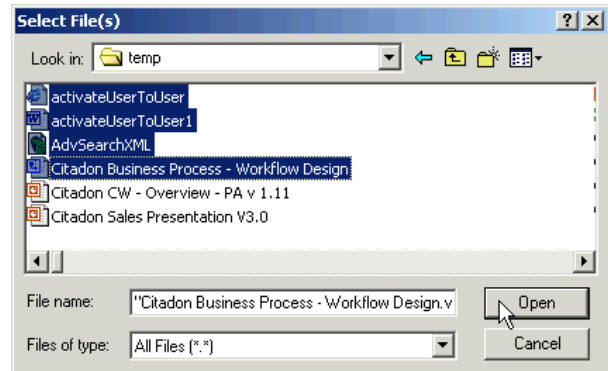 Select File(s)
Look in: temp
activateUserToUser
activateUserToUser1
AdvSearchXML
Citadon Business Process - Workflow Design
Citadon CW - Overview - PA v 1.11
Citadon Sales Presentation V3.0
File name: "Citadon Business Process - Workflow Design.v Open
Files of type: All Files (*.*) Cancel